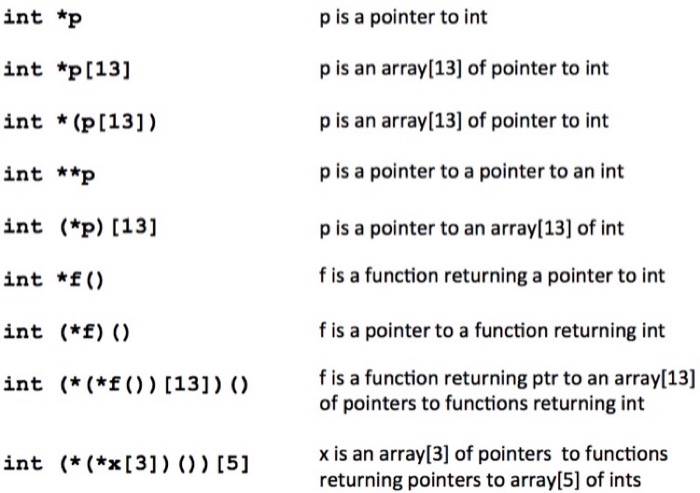 int *p p is a pointer to int
int *p[13] p is an array[13] of pointer to int
int *(p[13]) p is an array[13] of pointer to int
int **p p is a pointer to a pointer to an int
int (*p)[13] p is a pointer to an array[13] of int
int *f() f is a function returning a pointer to int
int (*f)() f is a pointer to a function returning int
int (*(*f())[13])() f is a function returning ptr to an array[13]
of pointers to functions returning int
int (*(*x[3])())[5] x is an array[3] of pointers to functions
returning pointers to array[5] of ints